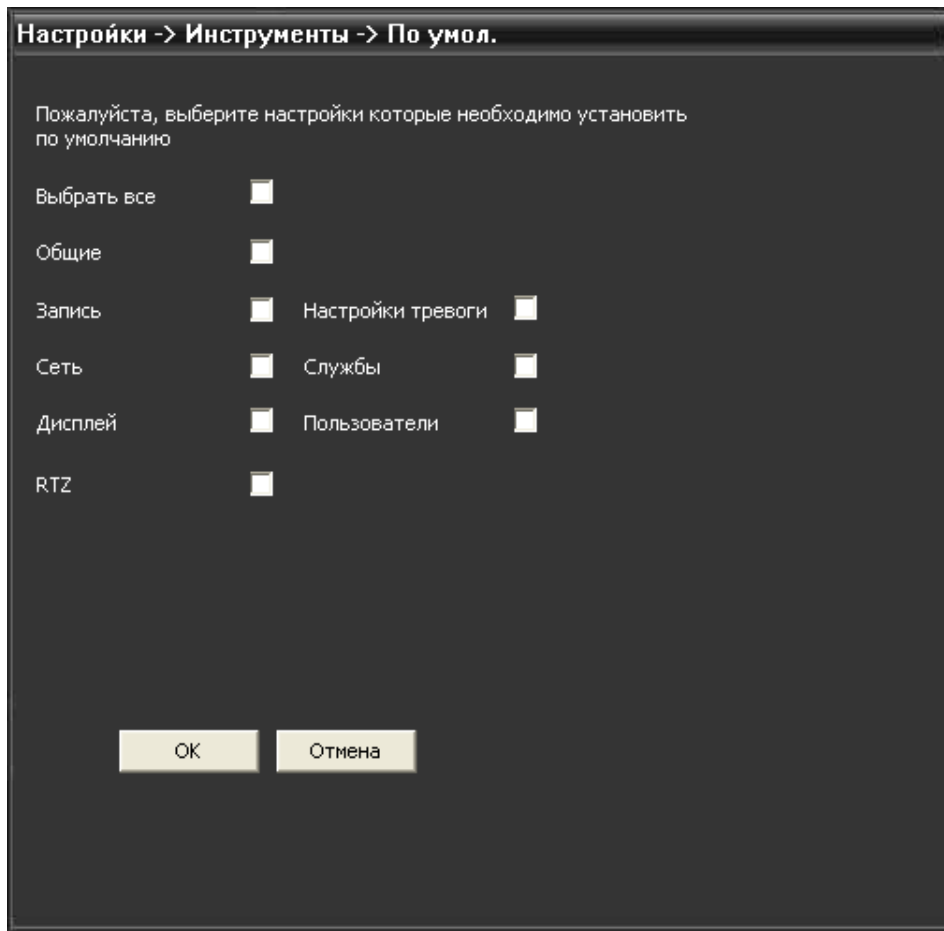 Настройки -> Инструменты -> По умол.
Пожалуйста, выберите настройки которые необходимо установить
по умолчанию
Выбрать все
Общие
Запись Настройки тревоги
Сеть Службы
Дисплей Пользователи
RTZ
OK Отмена